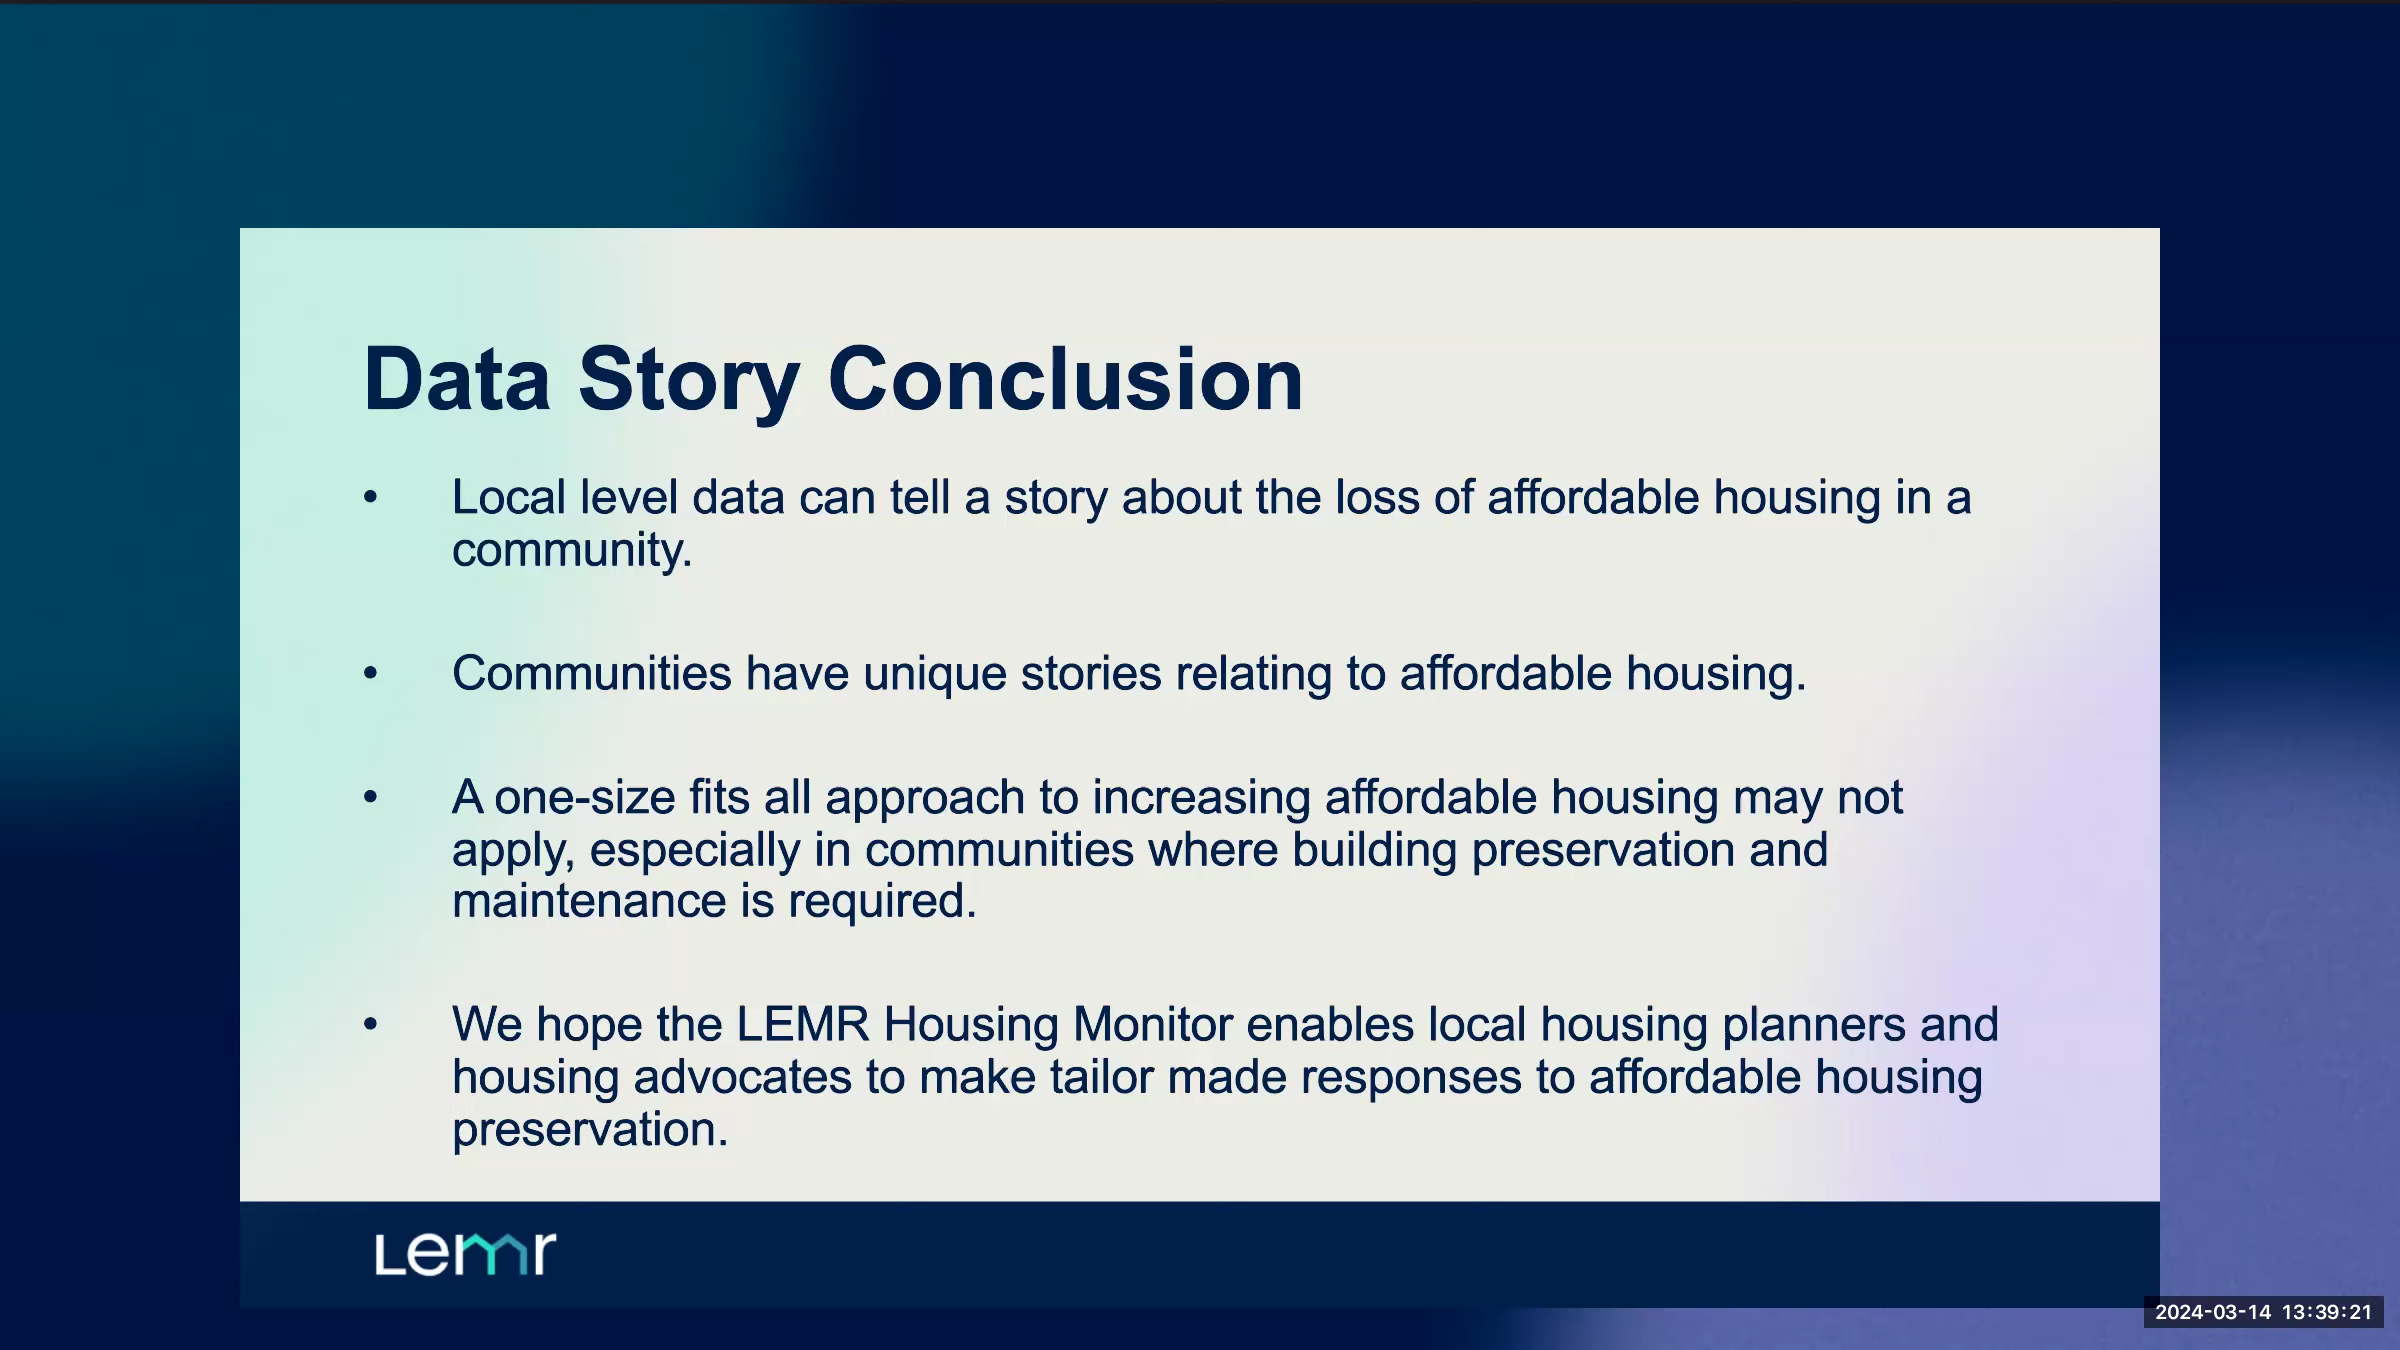 Data Story Conclusion
• Local level data can tell a story about the loss of affordable housing in a
community.
• Communities have unique stories relating to affordable housing.
• A one-size fits all approach to increasing affordable housing may not
apply, especially in communities where building preservation and
maintenance is required.
• We hope the LEMR Housing Monitor enables local housing planners and
housing advocates to make tailor made responses to affordable housing
preservation.
Lemr
2024-03-14 13:39:21